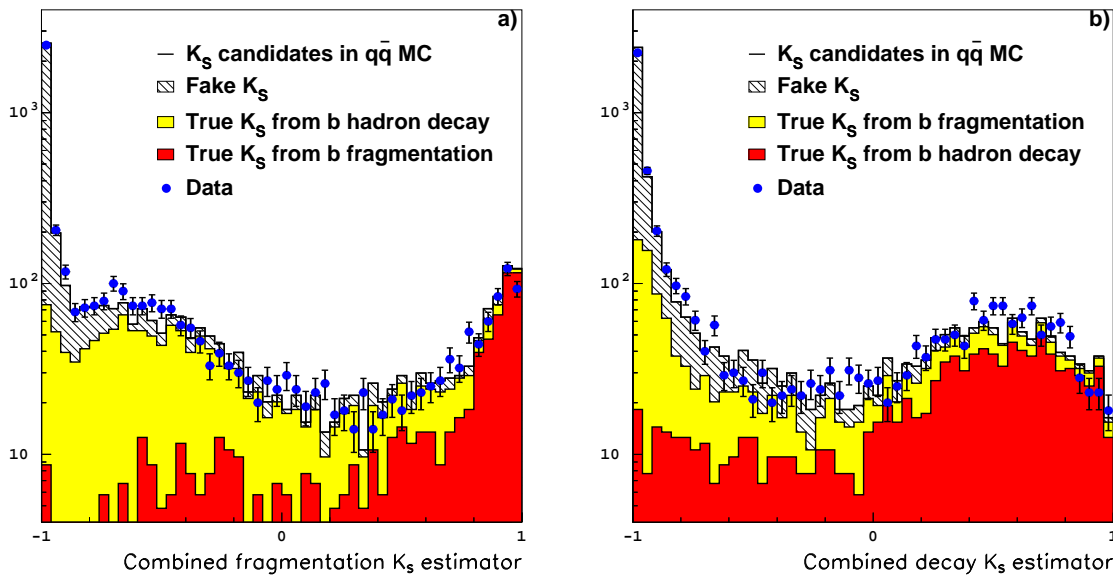 a)
K_S candidates in qq̄ MC
Fake K_S
True K_S from b hadron decay
True K_S from b fragmentation
Data
10^3
10^2
10
-1
0
1
Combined fragmentation K_s estimator
b)
K_S candidates in qq̄ MC
Fake K_S
True K_S from b fragmentation
True K_S from b hadron decay
Data
10^3
10^2
10
-1
0
1
Combined decay K_s estimator